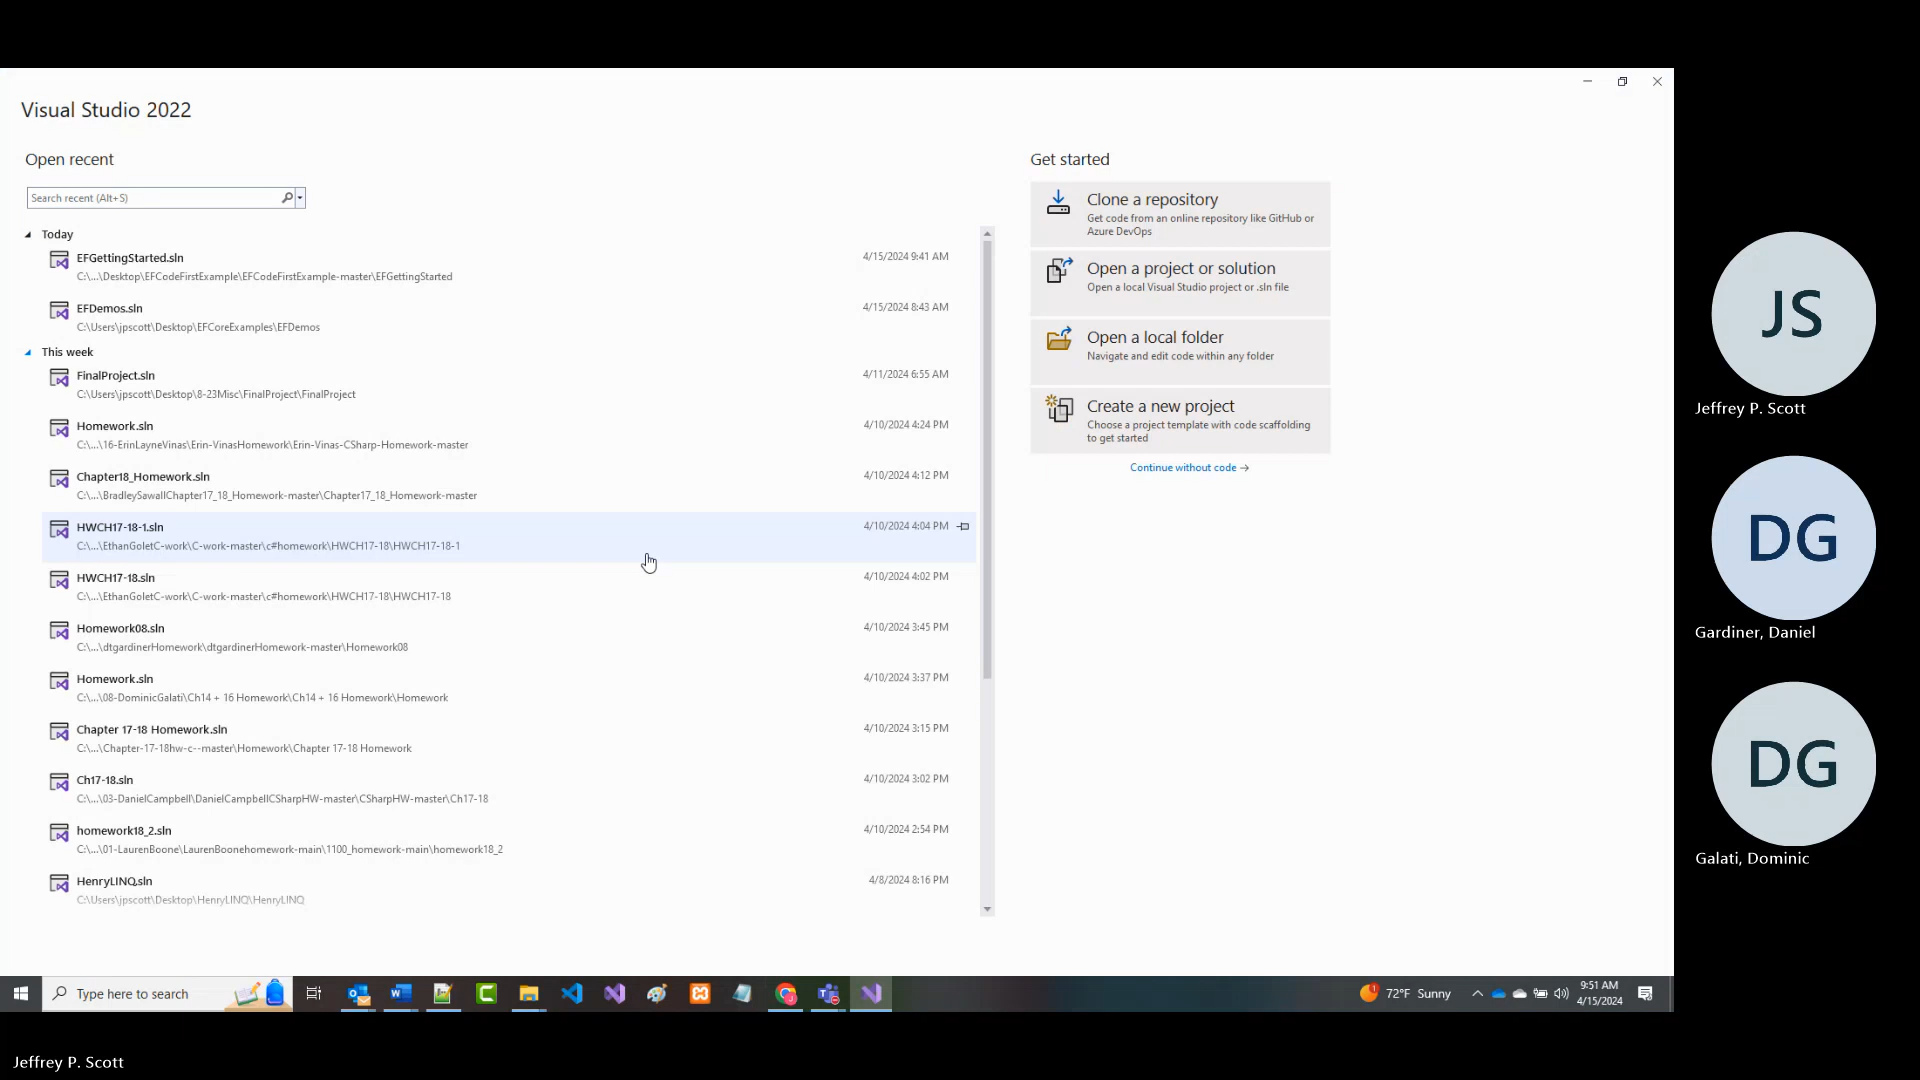 Visual Studio 2022
Open recent
Search recent (Alt+S)
Today
EFGettingStarted.sln
4/15/2024 9:41 AM
C:\...\Desktop\EFCodeFirstExample\EFCodeFirstExample-master\EFGettingStarted
EFDemos.sln
4/15/2024 8:43 AM
C:\Users\jpscott\Desktop\EFCoreExamples\EFDemos
This week
FinalProject.sln
4/11/2024 6:55 AM
C:\Users\jpscott\Desktop\8-23Misc\FinalProject\FinalProject
Homework.sln
4/10/2024 4:24 PM
C:\...\16-ErinLayneVinas\Erin-VinasHomework\Erin-Vinas-CSharp-Homework-master
Chapter18_Homework.sln
4/10/2024 4:12 PM
C:\...\BradleySawallChapter17_18_Homework-master\Chapter17_18_Homework-master
HWCH17-18-1.sln
4/10/2024 4:04 PM
C:\...\EthanGoletC-work\C-work-master\c#homework\HWCH17-18\HWCH17-18-1
HWCH17-18.sln
4/10/2024 4:02 PM
C:\...\EthanGoletC-work\C-work-master\c#homework\HWCH17-18\HWCH17-18
Homework08.sln
4/10/2024 3:45 PM
C:\...\dtgardinerHomework\dtgardinerHomework-master\Homework08
Homework.sln
4/10/2024 3:37 PM
C:\...\08-DominicGalati\Ch14 + 16 Homework\Ch14 + 16 Homework\Homework
Chapter 17-18 Homework.sln
4/10/2024 3:15 PM
C:\...\Chapter-17-18hw-c--master\Homework\Chapter 17-18 Homework
Ch17-18.sln
4/10/2024 3:02 PM
C:\...\03-DanielCampbell\DanielCampbellCSharpHW-master\CSharpHW-master\Ch17-18
homework18_2.sln
4/10/2024 2:54 PM
C:\...\01-LaurenBoone\LaurenBoonehomework-main\1100_homework-main\homework18_2
HenryLINQ.sln
4/8/2024 8:16 PM
C:\Users\jpscott\Desktop\HenryLINQ\HenryLINQ
Get started
Clone a repository
Get code from an online repository like GitHub or
Azure DevOps
Open a project or solution
Open a local Visual Studio project or .sln file
Open a local folder
Navigate and edit code within any folder
Create a new project
Choose a project template with code scaffolding
to get started
Continue without code →
JS
Jeffrey P. Scott
DG
Gardiner, Daniel
DG
Galati, Dominic
Type here to search
72°F Sunny
9:51 AM
4/15/2024
Jeffrey P. Scott